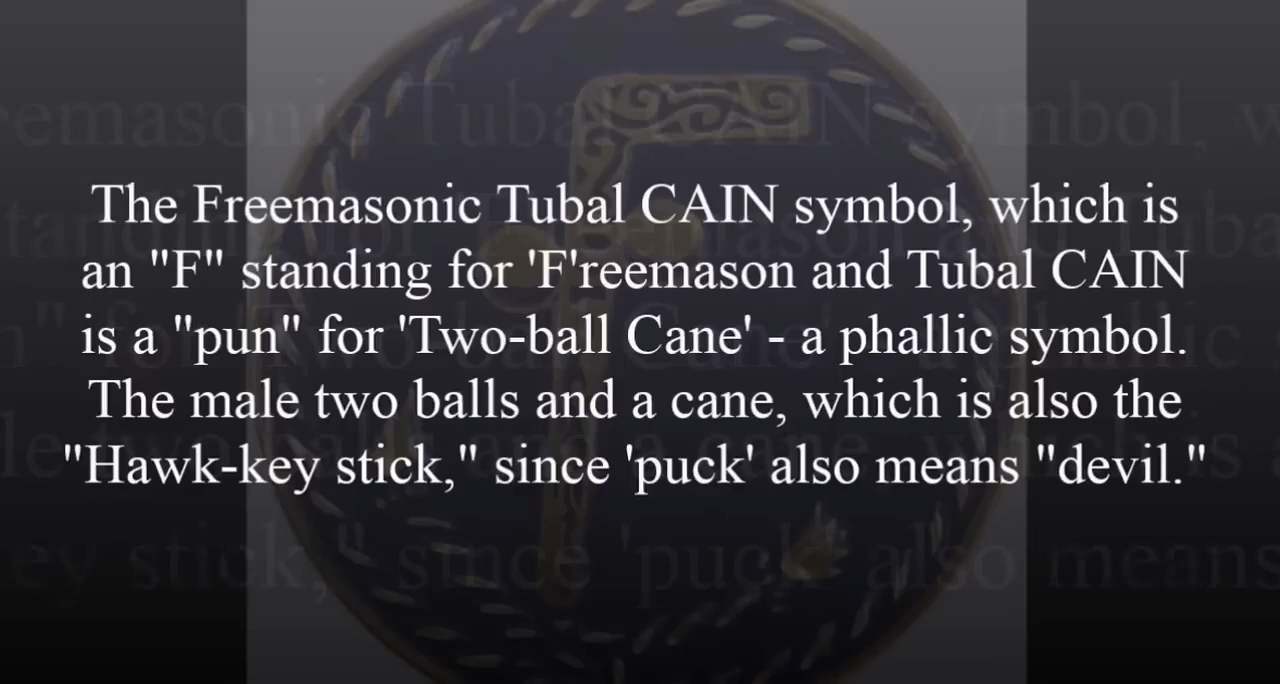 The Freemasonic Tubal CAIN symbol, which is
an "F" standing for 'F'reemason and Tubal CAIN
is a "pun" for 'Two-ball Cane' - a phallic symbol.
The male two balls and a cane, which is also the
"Hawk-key stick," since 'puck' also means "devil."